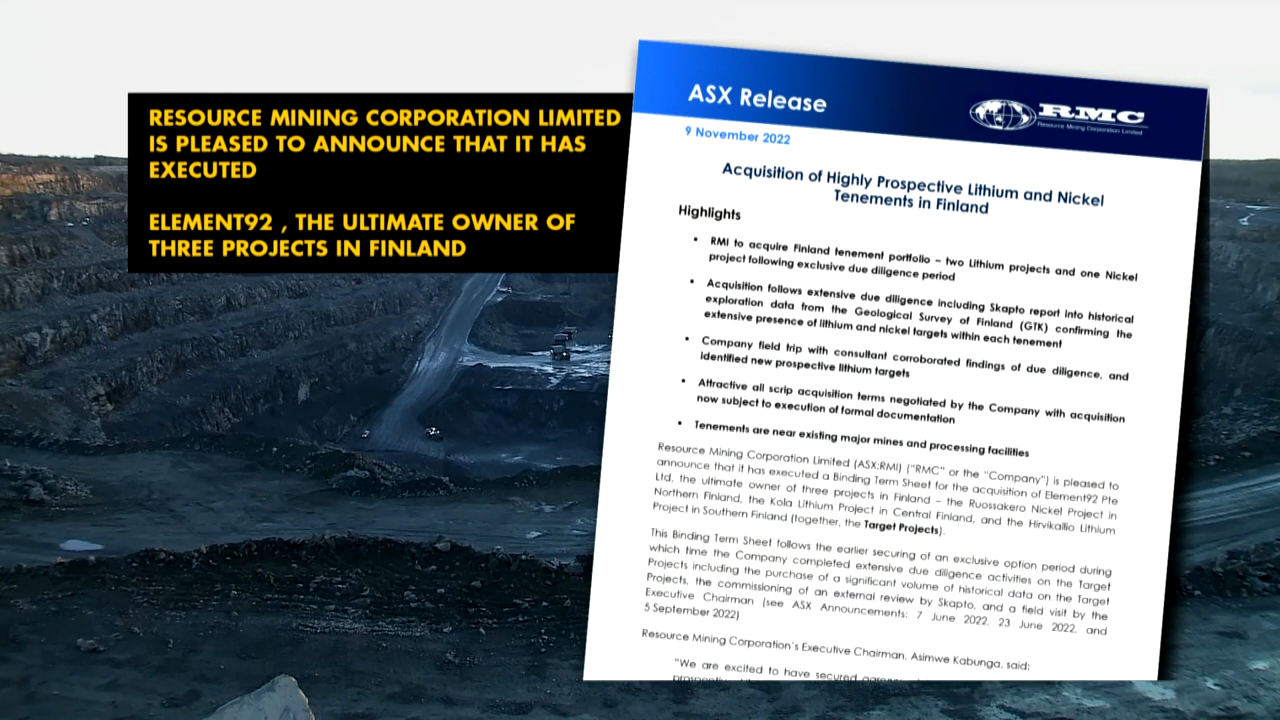 RESOURCE MINING CORPORATION LIMITED
IS PLEASED TO ANNOUNCE THAT IT HAS
EXECUTED
ELEMENT92 , THE ULTIMATE OWNER OF
THREE PROJECTS IN FINLAND
ASX Release
RMC
Resource Mining Corporation Limited
9 November 2022
Acquisition of Highly Prospective Lithium and Nickel
Tenements in Finland
Highlights
• RMI to acquire Finland tenement portfolio – two Lithium projects and one Nickel
project following exclusive due diligence period
• Acquisition follows extensive due diligence including Skapto report into historical
exploration data from the Geological Survey of Finland (GTK) confirming the
extensive presence of lithium and nickel targets within each tenement
• Company field trip with consultant corroborated findings of due diligence, and
identified new prospective lithium targets
• Attractive all scrip acquisition terms negotiated by the Company with acquisition
now subject to execution of formal documentation
• Tenements are near existing major mines and processing facilities
Resource Mining Corporation Limited (ASX:RMI) ("RMC" or the "Company") is pleased to
announce that it has executed a Binding Term Sheet for the acquisition of Element92 Pte
Ltd, the ultimate owner of three projects in Finland – the Ruossakero Nickel Project in
Northern Finland, the Kola Lithium Project in Central Finland, and the Hirvikallio Lithium
Project in Southern Finland (together, the Target Projects).
This Binding Term Sheet follows the earlier securing of an exclusive option period during
which time the Company completed extensive due diligence activities on the Target
Projects including the purchase of a significant volume of historical data on the Target
Projects, the commissioning of an external review by Skapto, and a field visit by the
Executive Chairman (see ASX Announcements: 7 June 2022, 23 June 2022, and
5 September 2022)
Resource Mining Corporation's Executive Chairman, Asimwe Kabunga, said:
"We are excited to have secured